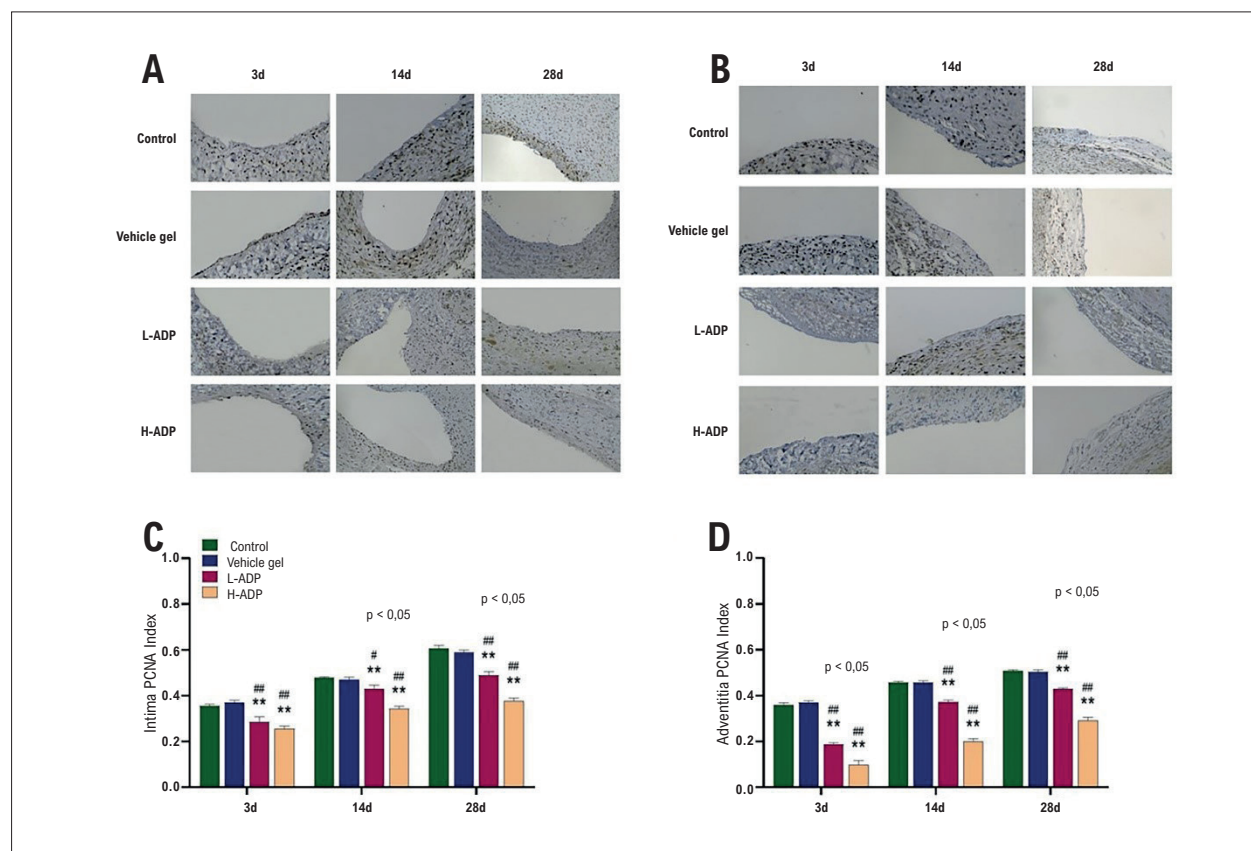 A
3d 14d 28d
Control
Vehicle gel
L-ADP
H-ADP
B
3d 14d 28d
Control
Vehicle gel
L-ADP
H-ADP
C
Control
Vehicle gel
L-ADP
H-ADP
Intima PCNA Index
1.0
0.8
0.6
0.4
0.2
0.0
p < 0,05
p < 0,05
## ##
** **
# ##
** **
## ##
** **
3d 14d 28d
D
Adventitia PCNA Index
1.0
0.8
0.6
0.4
0.2
0.0
p < 0,05
p < 0,05
p < 0,05
## ##
** **
## ##
** **
## ##
** **
3d 14d 28d